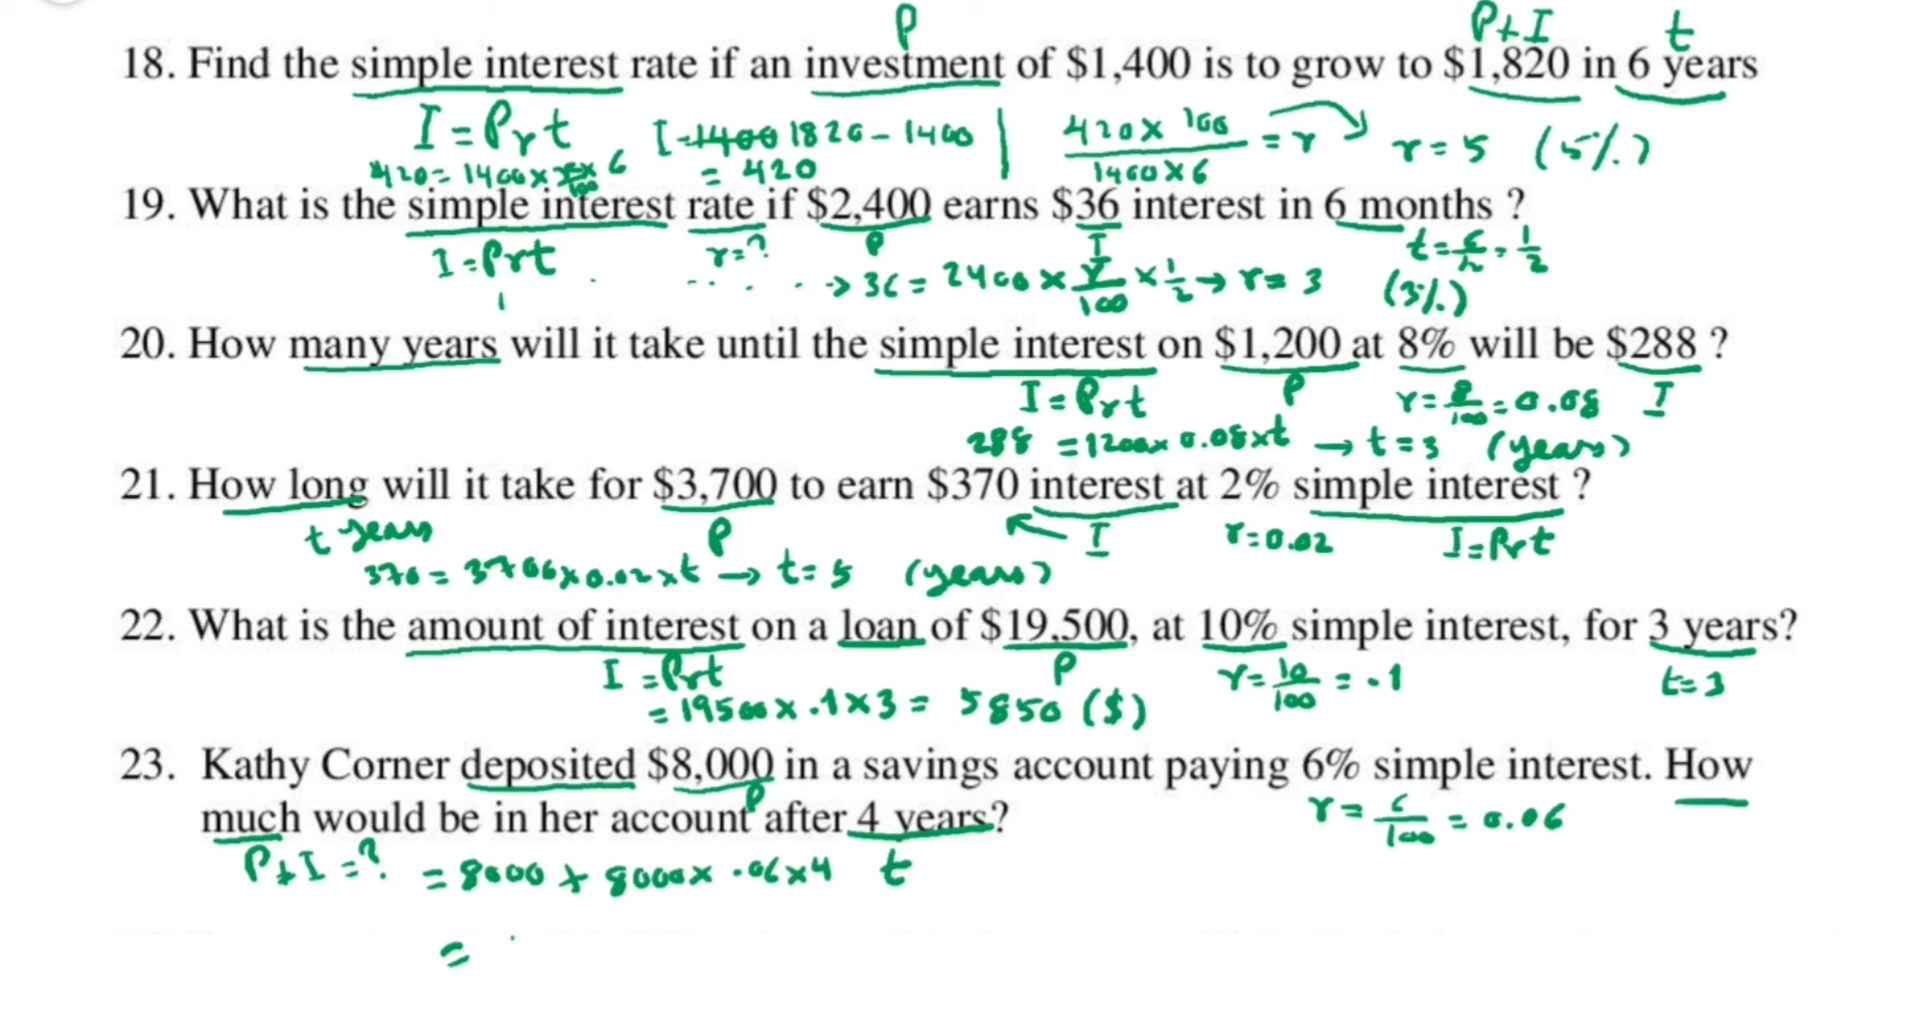 P P+I t
18. Find the simple interest rate if an investment of $1,400 is to grow to $1,820 in 6 years
I = Prt I = 1400 1820 - 1400 | 420 x 100 / 1400 x 6 = r r = 5 (5%)
420 = 1400 x r/100 x 6 = 420
19. What is the simple interest rate if $2,400 earns $36 interest in 6 months ?
I = Prt r = ? P I t = 6/12 = 1/2
.... → 36 = 2400 x r/100 x 1/2 → r = 3 (3%)
20. How many years will it take until the simple interest on $1,200 at 8% will be $288 ?
I = Prt P r = 8/100 = 0.08 I
288 = 1200 x 0.08 x t → t = 3 (years)
21. How long will it take for $3,700 to earn $370 interest at 2% simple interest ?
t years P I r = 0.02 I = Prt
370 = 3700 x 0.02 x t → t = 5 (years)
22. What is the amount of interest on a loan of $19,500, at 10% simple interest, for 3 years?
I = Prt P r = 10/100 = .1 t = 3
= 19500 x .1 x 3 = 5850 ($)
23. Kathy Corner deposited $8,000 in a savings account paying 6% simple interest. How
P r = 6/100 = 0.06
much would be in her account after 4 years?
P + I = ? = 8000 + 8000 x .06 x 4 t
=